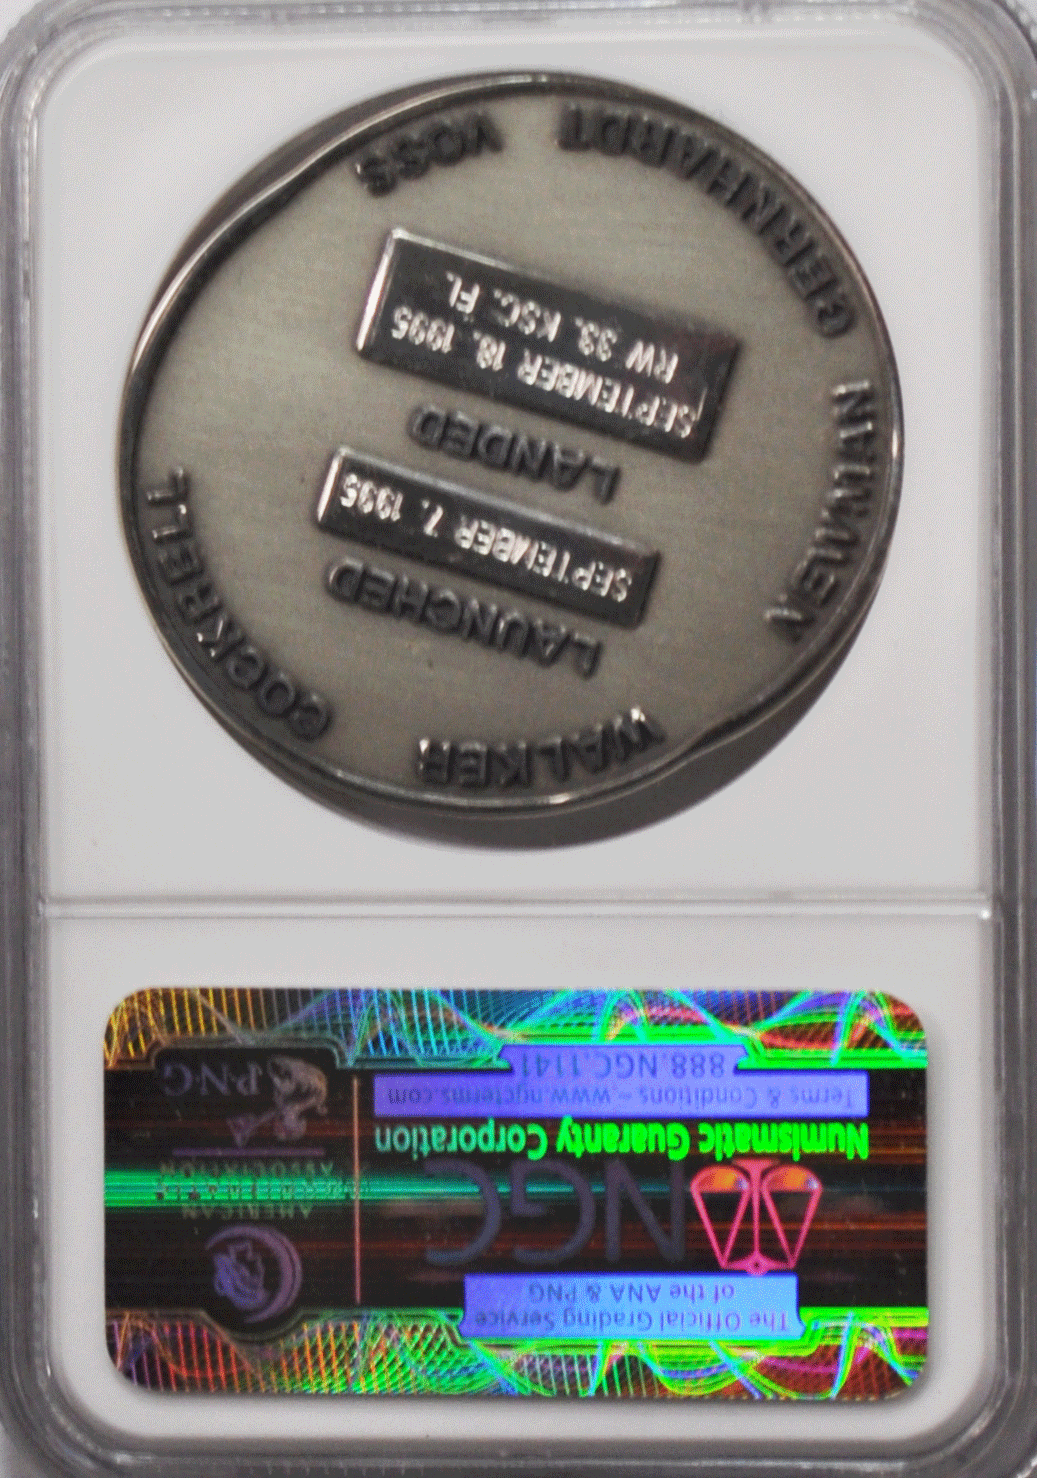 The Official Grading Service
of the ANA & PNG
NGC
Numismatic Guaranty Corporation
Terms & Conditions – www.ngcterms.com
888.NGC.1141
AMERICAN
ASSOCIATION
PNG
WALKER
COCKRELL
VOSS
GERNHARDT
NEWMAN
LAUNCHED
SEPTEMBER 7, 1995
LANDED
SEPTEMBER 18, 1995
RW 33, KSC, FL